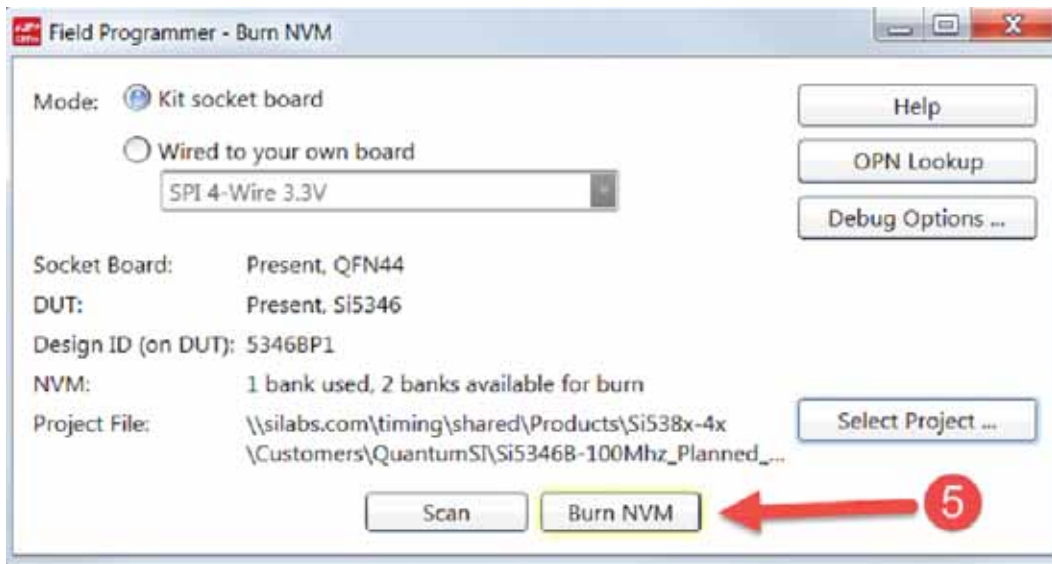 Field Programmer - Burn NVM
Mode: Kit socket board
Help
Wired to your own board
OPN Lookup
SPI 4-Wire 3.3V
Debug Options ...
Socket Board: Present, QFN44
DUT: Present, Si5346
Design ID (on DUT): 5346BP1
NVM: 1 bank used, 2 banks available for burn
Project File: \\silabs.com\timing\shared\Products\Si538x-4x
\Customers\QuantumSI\Si5346B-100Mhz_Planned_...
Select Project ...
Scan
Burn NVM
5